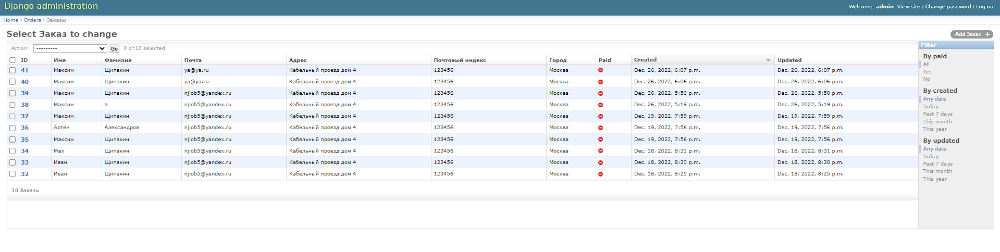 Django administration
Welcome, admin. View site / Change password / Log out
Home › Orders › Заказы
Select Заказ to change
Add Заказ +
Action: --------- Go 0 of 10 selected
Filter
ID Имя Фамилия Почта Адрес Почтовый индекс Город Paid Created Updated
41 Максим Щипакин ya@ya.ru Кабельный проезд дом 4 123456 Москва Dec. 26, 2022, 6:07 p.m. Dec. 26, 2022, 6:07 p.m.
40 Максим Щипакин ya@ya.ru Кабельный проезд дом 4 123456 Москва Dec. 26, 2022, 6:06 p.m. Dec. 26, 2022, 6:06 p.m.
39 Максим Щипакин njiob5@yandex.ru Кабельный проезд дом 4 123456 Москва Dec. 26, 2022, 5:50 p.m. Dec. 26, 2022, 5:50 p.m.
38 Максим а njiob5@yandex.ru Кабельный проезд дом 4 123456 Москва Dec. 26, 2022, 5:19 p.m. Dec. 26, 2022, 5:19 p.m.
37 Максим Щипакин njiob5@yandex.ru Кабельный проезд дом 4 123456 Москва Dec. 19, 2022, 7:59 p.m. Dec. 19, 2022, 7:59 p.m.
36 Артем Александров njiob5@yandex.ru Кабельный проезд дом 4 123456 Москва Dec. 19, 2022, 7:56 p.m. Dec. 19, 2022, 7:56 p.m.
35 Максим Щипакин njiob5@yandex.ru Кабельный проезд дом 4 123456 Москва Dec. 19, 2022, 7:56 p.m. Dec. 19, 2022, 7:56 p.m.
34 Max Щипакин njiob5@yandex.ru Кабельный проезд дом 4 123456 Москва Dec. 18, 2022, 8:31 p.m. Dec. 18, 2022, 8:31 p.m.
33 Иван Щипакин njiob5@yandex.ru Кабельный проезд дом 4 123456 Москва Dec. 18, 2022, 8:30 p.m. Dec. 18, 2022, 8:30 p.m.
32 Иван Щипакин njiob5@yandex.ru Кабельный проезд дом 4 123456 Москва Dec. 18, 2022, 8:25 p.m. Dec. 18, 2022, 8:25 p.m.
10 Заказы
By paid
All
Yes
No
By created
Any date
Today
Past 7 days
This month
This year
By updated
Any date
Today
Past 7 days
This month
This year